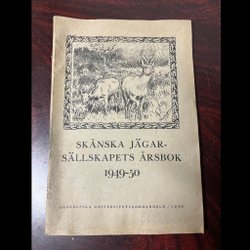 SKÅNSKA JÄGAR-
SÄLLSKAPETS ÅRSBOK
1949-50